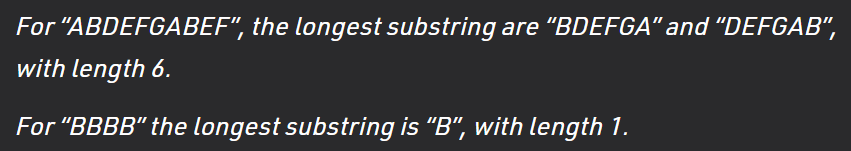 For “ABDEFGABEF”, the longest substring are “BDEFGA” and “DEFGAB”,
with length 6.
For “BBBB” the longest substring is “B”, with length 1.